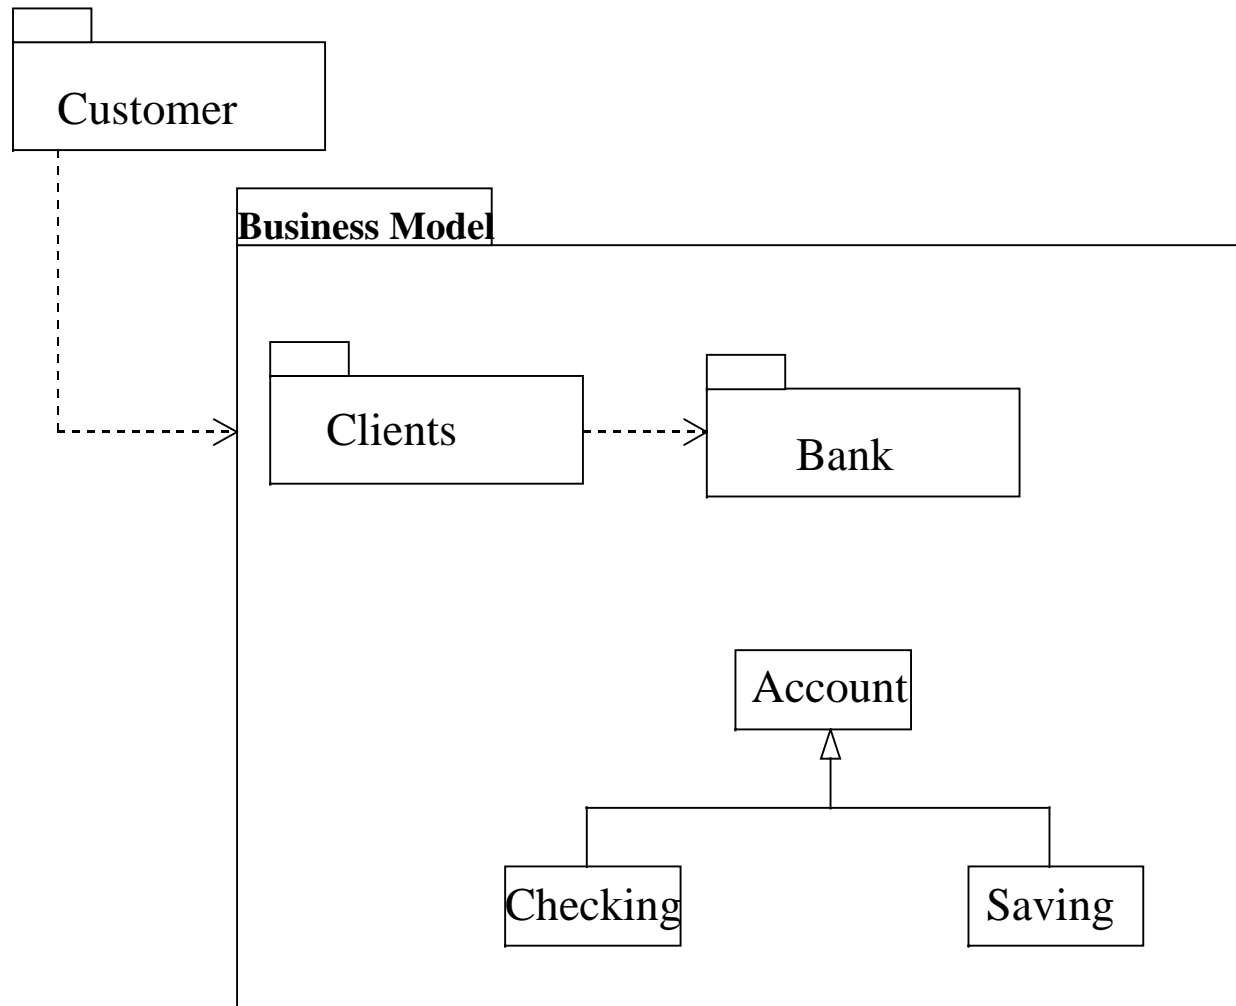 Customer
Business Model
Clients
Bank
Account
Checking
Saving